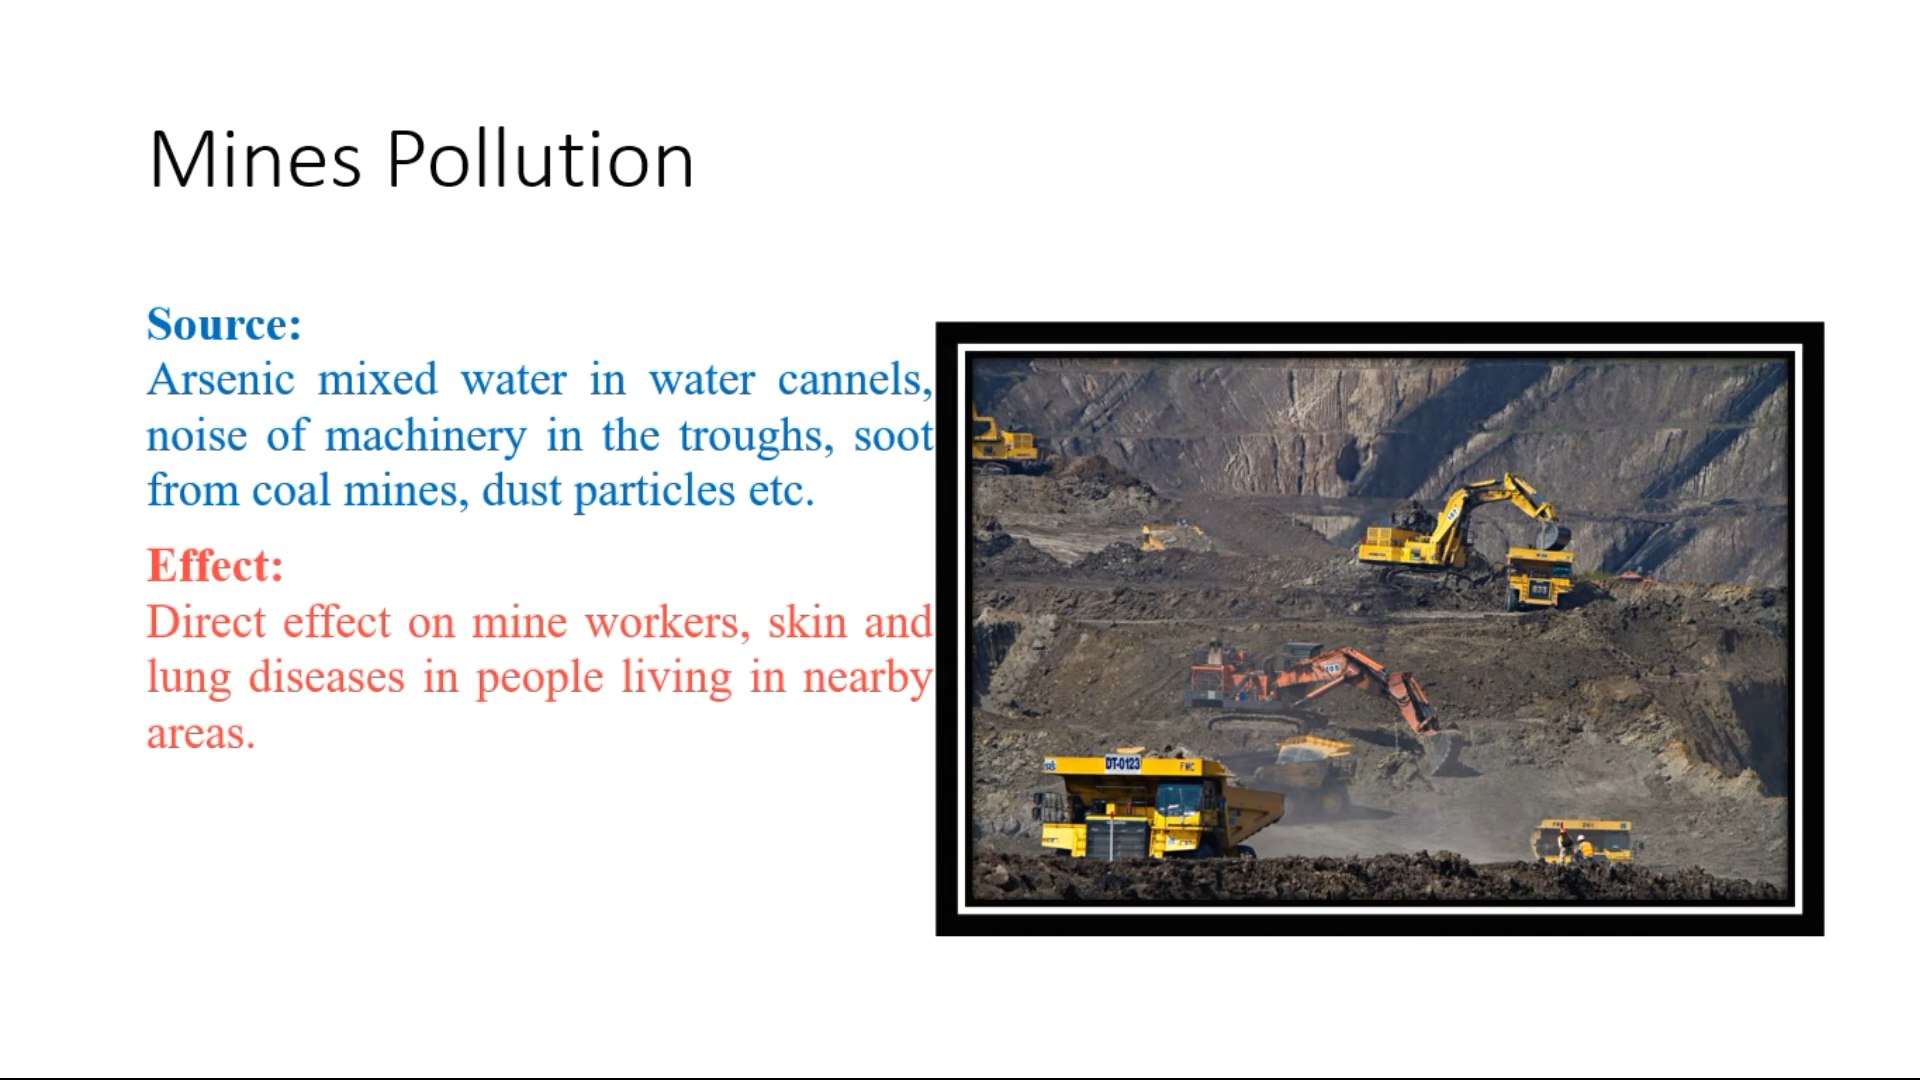 Mines Pollution
Source:
Arsenic mixed water in water cannels,
noise of machinery in the troughs, soot
from coal mines, dust particles etc.
Effect:
Direct effect on mine workers, skin and
lung diseases in people living in nearby
areas.
DT-0123
FMC